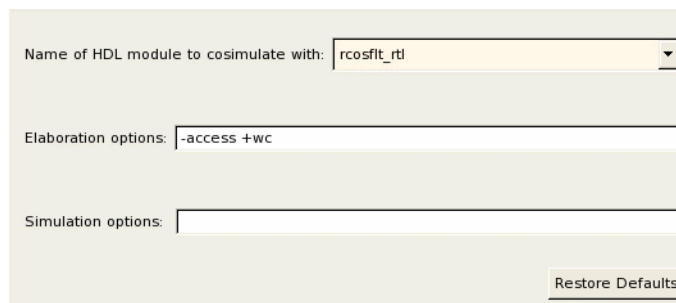 Name of HDL module to cosimulate with: rcosflt_rtl
Elaboration options: -access +wc
Simulation options:
Restore Defaults